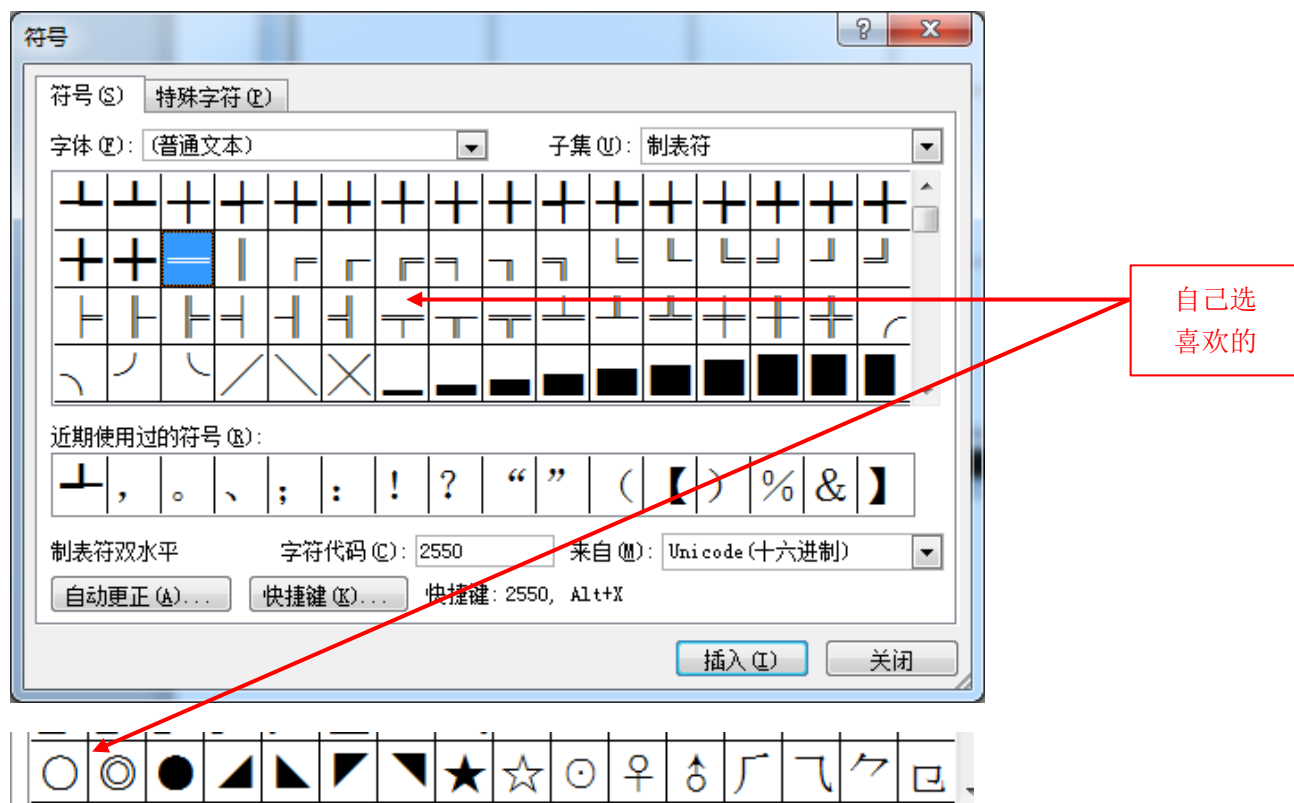 符号
符号(S) 特殊字符(P)
字体(F): (普通文本) 子集(U): 制表符
┹┺┻┼┽┾┿╀╁╂╃╄╅╆╇╈
╉╊═║╒╓╔╕╖╗╘╙╚╛╜╝
╞╟╠╡╢╣╤╥╦╧╨╩╪╫╬╭
╮╯╰╱╲╳▁▂▃▄▅▆▇█▉▊
自己选
喜欢的
近期使用过的符号(R):
┻ , 。 、 ; : ! ? “ ” ( 【 ) % & 】
制表符双水平 字符代码(C): 2550 来自(M): Unicode(十六进制)
自动更正(A)... 快捷键(K)... 快捷键: 2550, Alt+X
插入(I) 关闭
○ ◎ ● ◢ ◣ ◤ ◥ ★ ☆ ⊙ ♀ ♂